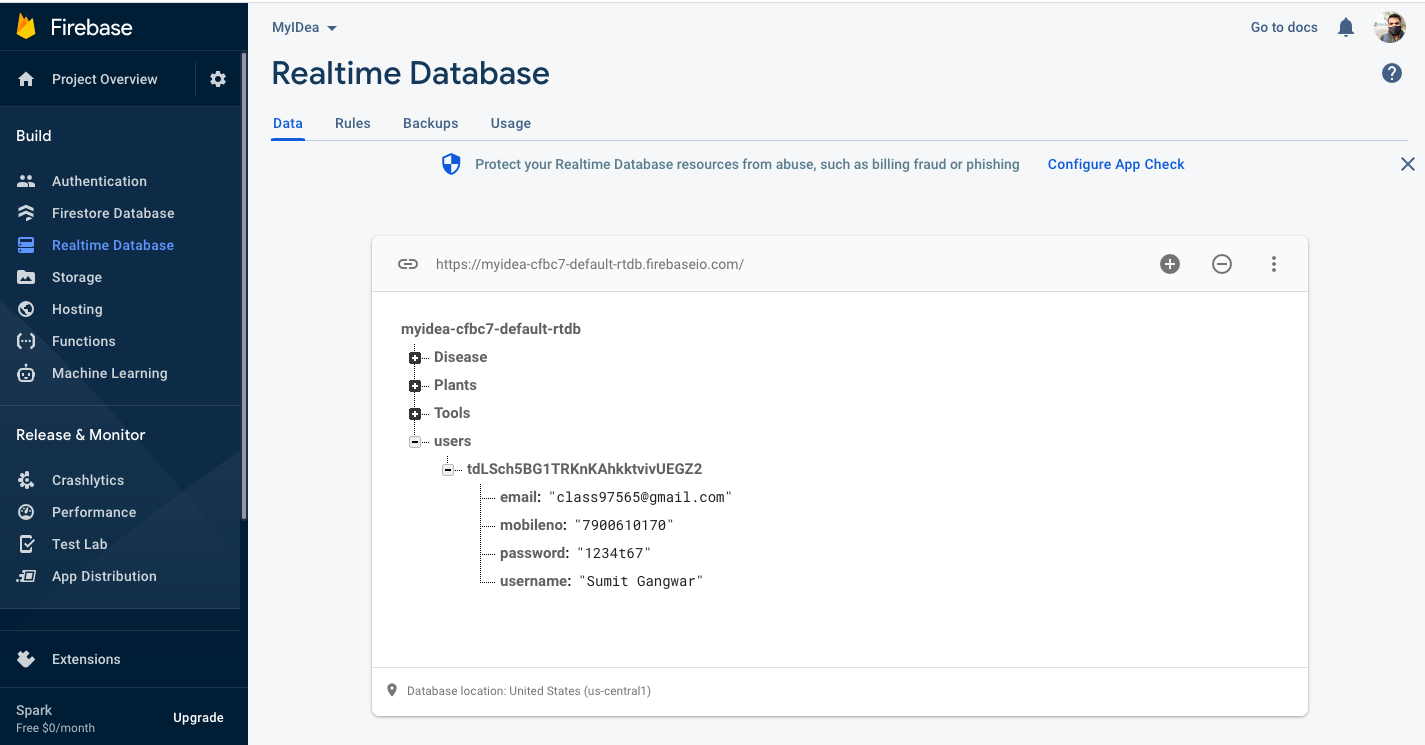 Firebase
Project Overview
Build
Authentication
Firestore Database
Realtime Database
Storage
Hosting
Functions
Machine Learning
Release & Monitor
Crashlytics
Performance
Test Lab
App Distribution
Extensions
Spark
Free $0/month
Upgrade
MyIDea
Go to docs
Realtime Database
Data Rules Backups Usage
Protect your Realtime Database resources from abuse, such as billing fraud or phishing Configure App Check
https://myidea-cfbc7-default-rtdb.firebaseio.com/
myidea-cfbc7-default-rtdb
Disease
Plants
Tools
users
tdLSch5BG1TRKnKAhkktvivUEGZ2
email: "class97565@gmail.com"
mobileno: "7900610170"
password: "1234t67"
username: "Sumit Gangwar"
Database location: United States (us-central1)